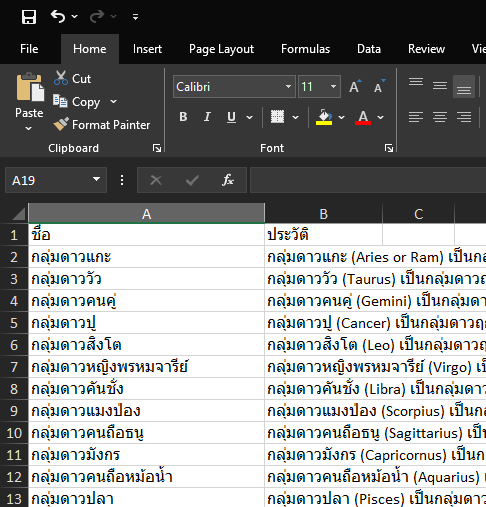 File Home Insert Page Layout Formulas Data Review
Cut
Copy
Paste
Format Painter
Calibri 11 A A
B I U A
Clipboard Font
A19 fx
A B C
1 ชื่อ ประวัติ
2 กลุ่มดาวแกะ กลุ่มดาวแกะ (Aries or Ram) เป็นกลุ
3 กลุ่มดาววัว กลุ่มดาววัว (Taurus) เป็นกลุ่มดาวฤ
4 กลุ่มดาวคนคู่ กลุ่มดาวคนคู่ (Gemini) เป็นกลุ่มดาว
5 กลุ่มดาวปู กลุ่มดาวปู (Cancer) เป็นกลุ่มดาวฤ
6 กลุ่มดาวสิงโต กลุ่มดาวสิงโต (Leo) เป็นกลุ่มดาวฤ
7 กลุ่มดาวหญิงพรหมจารีย์ กลุ่มดาวหญิงพรหมจารีย์ (Virgo) เ
8 กลุ่มดาวคันชั่ง กลุ่มดาวคันชั่ง (Libra) เป็นกลุ่มดาว
9 กลุ่มดาวแมงป่อง กลุ่มดาวแมงป่อง (Scorpius) เป็นก
10 กลุ่มดาวคนถือธนู กลุ่มดาวคนถือธนู (Sagittarius) เป
11 กลุ่มดาวมังกร กลุ่มดาวมังกร (Capricornus) เป็นก
12 กลุ่มดาวคนถือหม้อน้ำ กลุ่มดาวคนถือหม้อน้ำ (Aquarius) เ
13 กลุ่มดาวปลา กลุ่มดาวปลา (Pisces) เป็นกลุ่มดาว